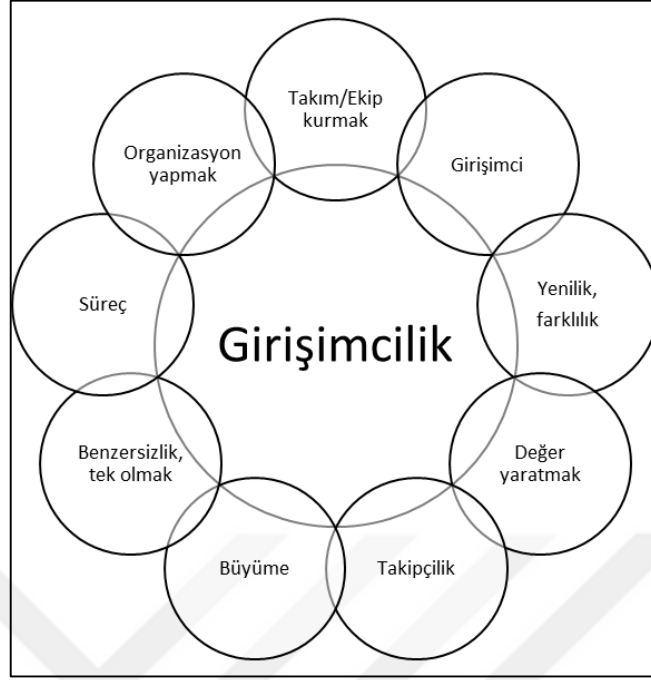 Takım/Ekip
kurmak
Girişimci
Yenilik,
farklılık
Değer
yaratmak
Takipçilik
Büyüme
Benzersizlik,
tek olmak
Süreç
Organizasyon
yapmak
Girişimcilik